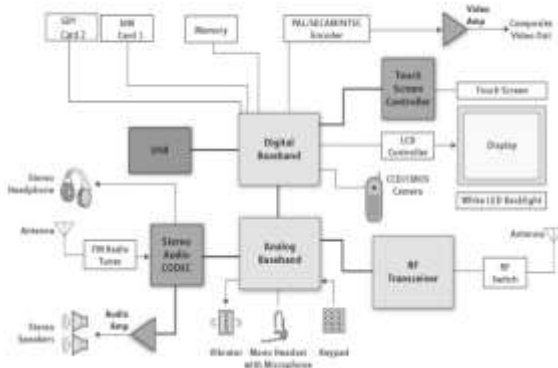 SIM
Card 2
SIM
Card 1
Memory
PAL/SECAM/NTSC
Encoder
Video
Amp
Composite
Video Out
Touch
Screen
Controller
Touch Screen
USB
Digital
Baseband
LCD
Controller
Display
Stereo
Headphone
CCD/CMOS
Camera
White LED Backlight
Antenna
FM Radio
Tuner
Stereo
Audio
CODEC
Analog
Baseband
RF
Transceiver
RF
Switch
Antenna
Audio
Amp
Stereo
Speakers
Vibrator
Mono Headset
with Microphone
Keypad